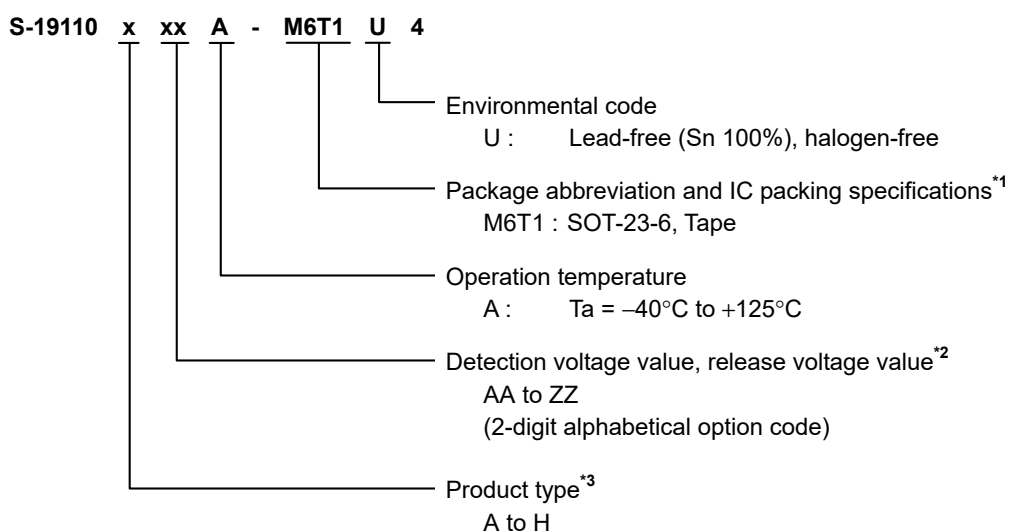 S-19110 x xx A - M6T1 U 4
Environmental code
U : Lead-free (Sn 100%), halogen-free
Package abbreviation and IC packing specifications*1
M6T1 : SOT-23-6, Tape
Operation temperature
A : Ta = −40°C to +125°C
Detection voltage value, release voltage value*2
AA to ZZ
(2-digit alphabetical option code)
Product type*3
A to H